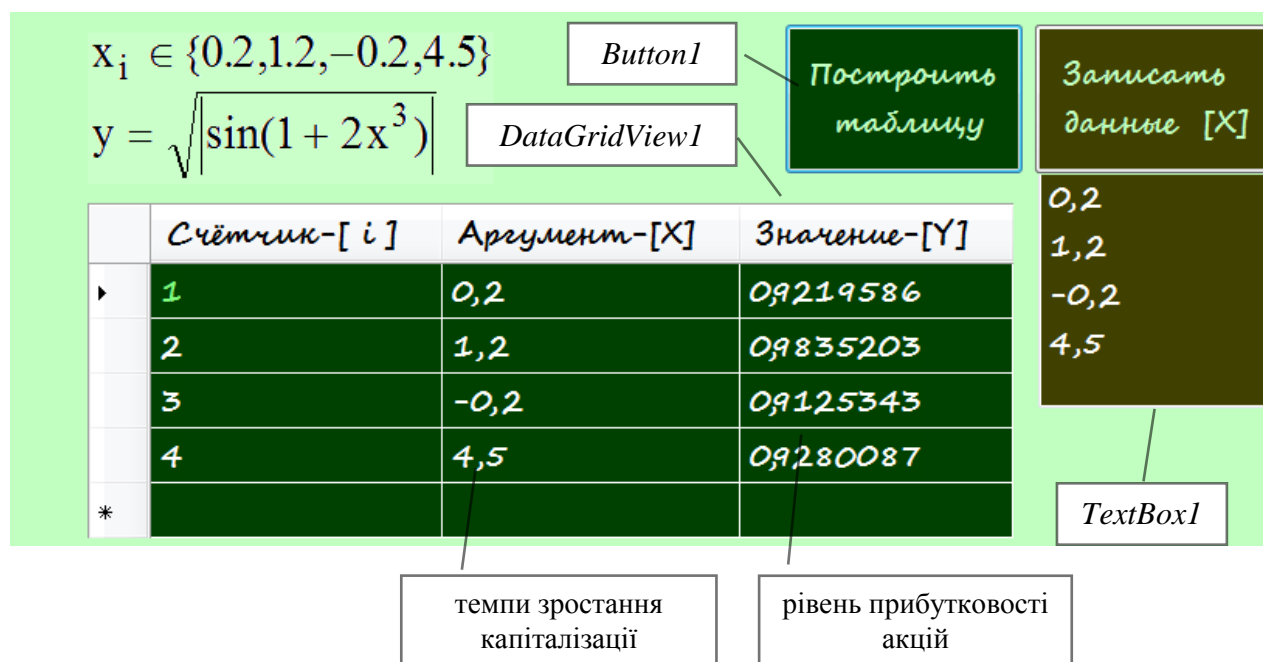 x_i ∈ {0.2,1.2,−0.2,4.5}
y = √|sin(1 + 2x³)|
Button1
DataGridView1
Построить
таблицу
Записать
данные [X]
Счётчик-[ i ] Аргумент-[X] Значение-[Y]
1 0,2 0,9219586
2 1,2 0,9835203
3 -0,2 0,9125343
4 4,5 0,9280087
*
0,2
1,2
-0,2
4,5
TextBox1
темпи зростання
капіталізації
рівень прибутковості
акцій